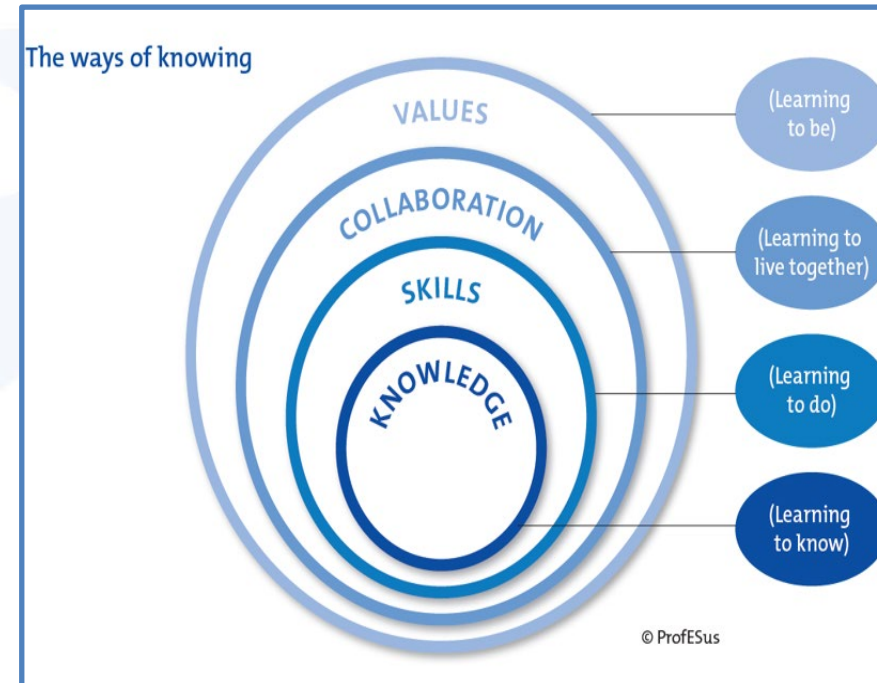 The ways of knowing
VALUES
(Learning
to be)
COLLABORATION
(Learning to
live together)
SKILLS
(Learning
to do)
KNOWLEDGE
(Learning
to know)
© ProfESus